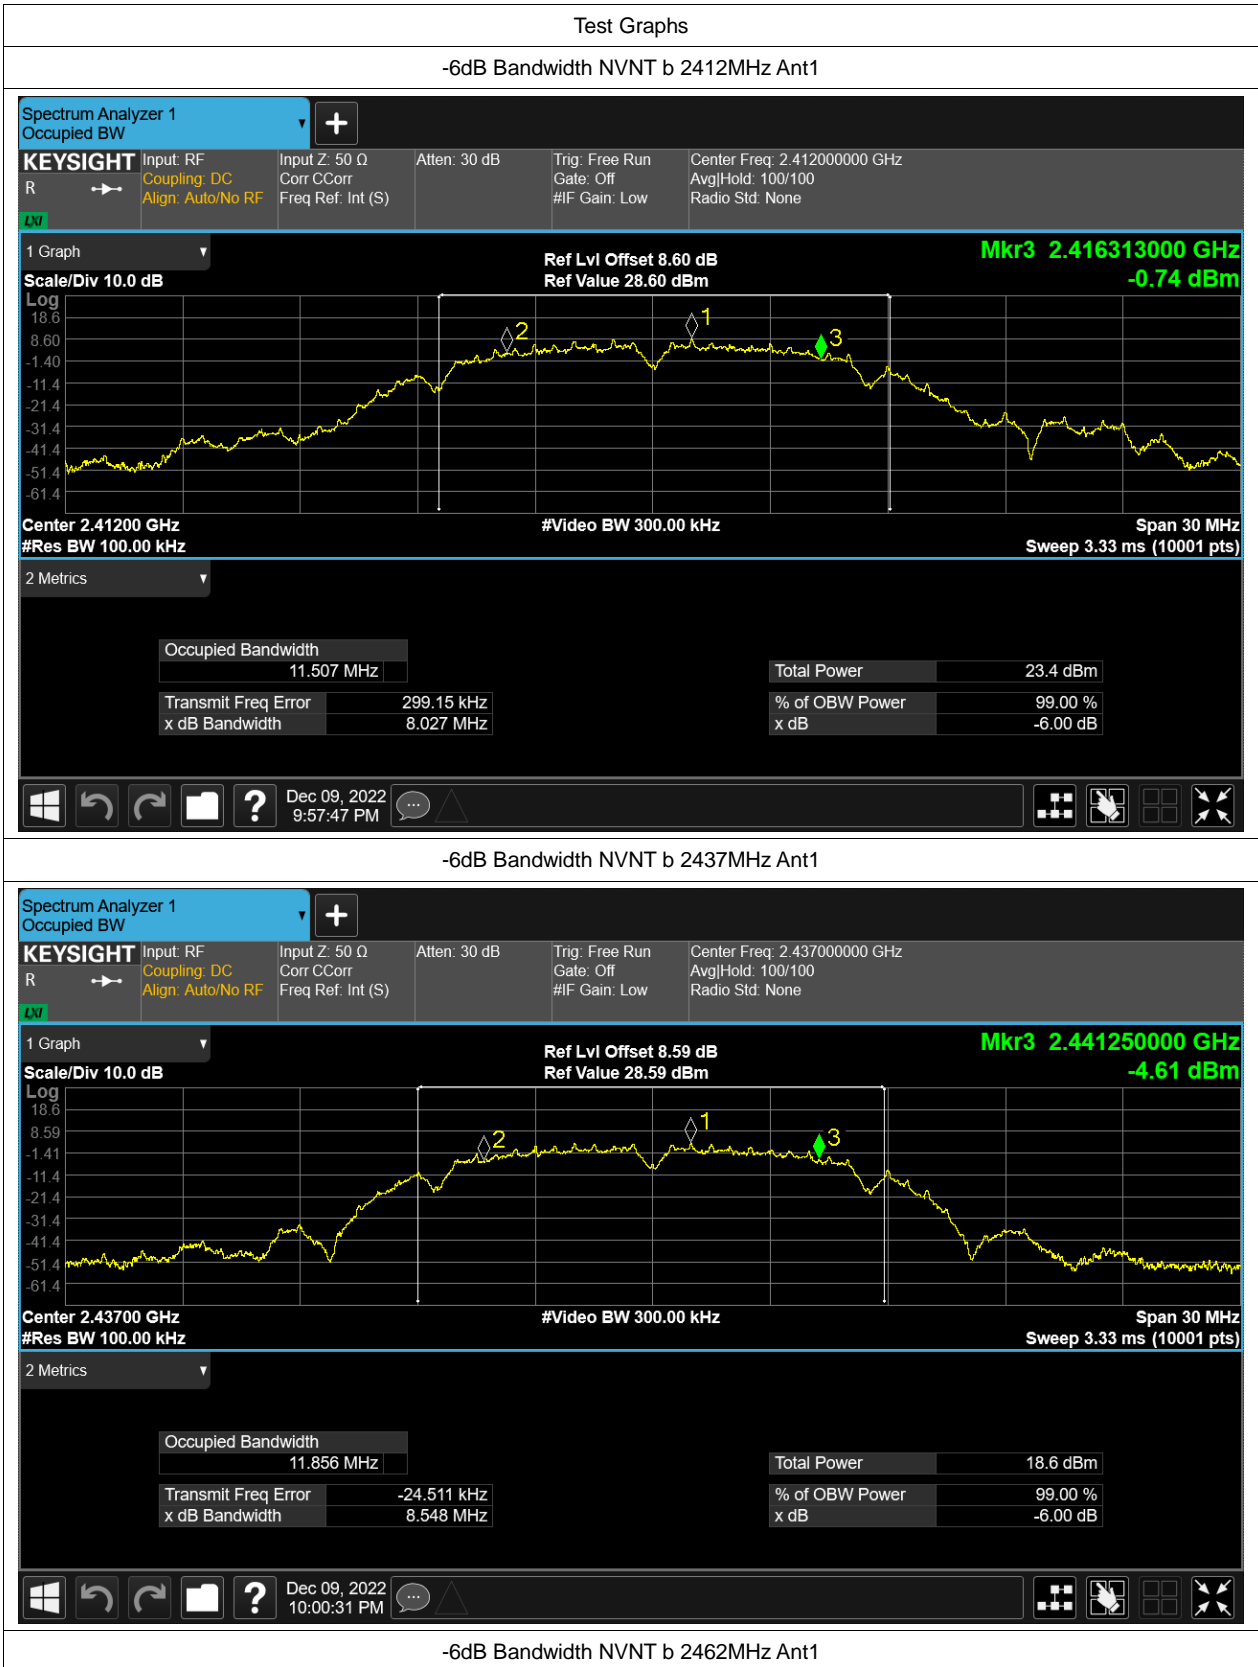 Test Graphs
-6dB Bandwidth NVNT b 2412MHz Ant1
Spectrum Analyzer 1
Occupied BW
KEYSIGHT Input: RF Input Z: 50 Ω Atten: 30 dB Trig: Free Run Center Freq: 2.412000000 GHz
R Coupling: DC Corr CCorr Gate: Off Avg|Hold: 100/100
Align: Auto/No RF Freq Ref: Int (S) #IF Gain: Low Radio Std: None
LXI
1 Graph Ref Lvl Offset 8.60 dB Mkr3 2.416313000 GHz
Scale/Div 10.0 dB Ref Value 28.60 dBm -0.74 dBm
Log
18.6
8.60
-1.40
-11.4
-21.4
-31.4
-41.4
-51.4
-61.4
2 1 3
Center 2.41200 GHz #Video BW 300.00 kHz Span 30 MHz
#Res BW 100.00 kHz Sweep 3.33 ms (10001 pts)
2 Metrics
Occupied Bandwidth
11.507 MHz Total Power 23.4 dBm
Transmit Freq Error 299.15 kHz % of OBW Power 99.00 %
x dB Bandwidth 8.027 MHz x dB -6.00 dB
? Dec 09, 2022
9:57:47 PM
-6dB Bandwidth NVNT b 2437MHz Ant1
Spectrum Analyzer 1
Occupied BW
KEYSIGHT Input: RF Input Z: 50 Ω Atten: 30 dB Trig: Free Run Center Freq: 2.437000000 GHz
R Coupling: DC Corr CCorr Gate: Off Avg|Hold: 100/100
Align: Auto/No RF Freq Ref: Int (S) #IF Gain: Low Radio Std: None
LXI
1 Graph Ref Lvl Offset 8.59 dB Mkr3 2.441250000 GHz
Scale/Div 10.0 dB Ref Value 28.59 dBm -4.61 dBm
Log
18.6
8.59
-1.41
-11.4
-21.4
-31.4
-41.4
-51.4
-61.4
2 1 3
Center 2.43700 GHz #Video BW 300.00 kHz Span 30 MHz
#Res BW 100.00 kHz Sweep 3.33 ms (10001 pts)
2 Metrics
Occupied Bandwidth
11.856 MHz Total Power 18.6 dBm
Transmit Freq Error -24.511 kHz % of OBW Power 99.00 %
x dB Bandwidth 8.548 MHz x dB -6.00 dB
? Dec 09, 2022
10:00:31 PM
-6dB Bandwidth NVNT b 2462MHz Ant1